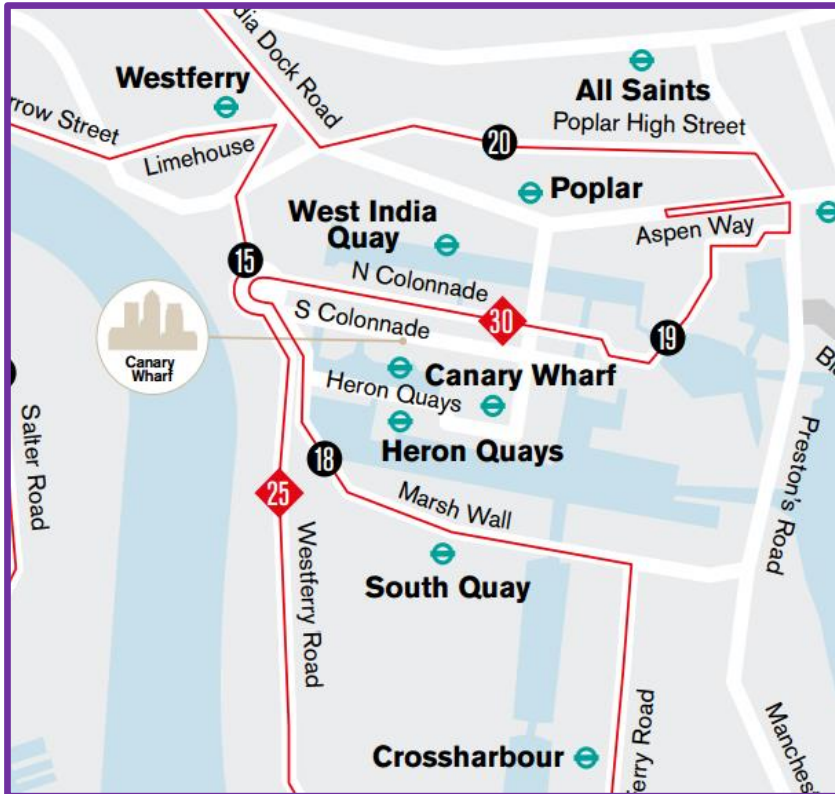 dia Dock Road
Westferry
All Saints
Poplar High Street
rrow Street
Limehouse
20
Poplar
West India
Quay
Aspen Way
15
N Colonnade
S Colonnade
30
19
Canary
Wharf
Canary Wharf
Heron Quays
Heron Quays
Salter Road
18
25
Marsh Wall
Preston's Road
South Quay
Westferry Road
Crossharbour
erry Road
Manches